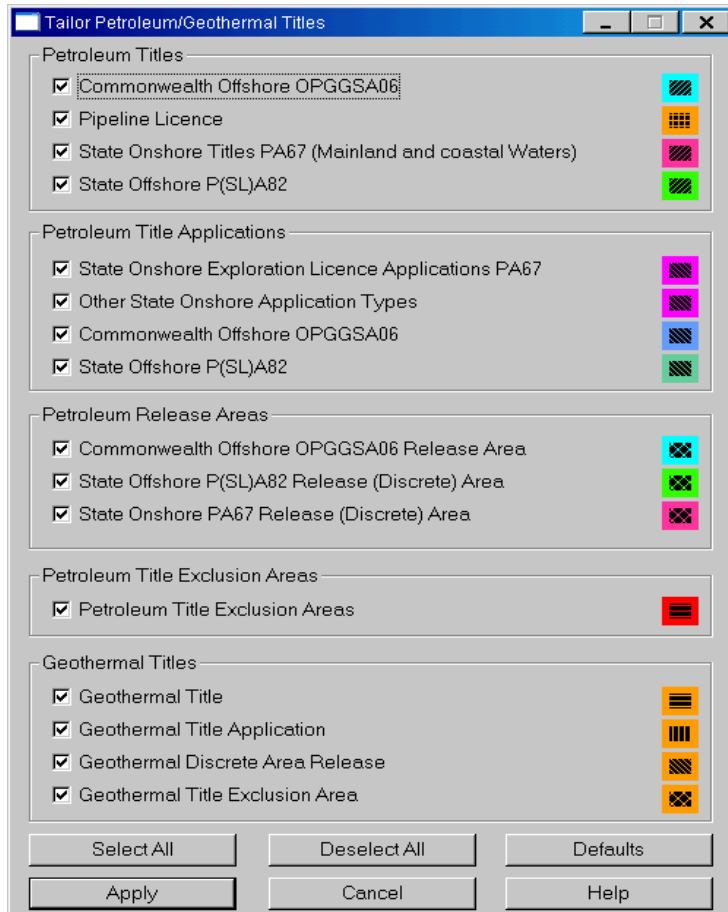 Tailor Petroleum/Geothermal Titles
Petroleum Titles
Commonwealth Offshore OPGGSA06
Pipeline Licence
State Onshore Titles PA67 (Mainland and coastal Waters)
State Offshore P(SL)A82
Petroleum Title Applications
State Onshore Exploration Licence Applications PA67
Other State Onshore Application Types
Commonwealth Offshore OPGGSA06
State Offshore P(SL)A82
Petroleum Release Areas
Commonwealth Offshore OPGGSA06 Release Area
State Offshore P(SL)A82 Release (Discrete) Area
State Onshore PA67 Release (Discrete) Area
Petroleum Title Exclusion Areas
Petroleum Title Exclusion Areas
Geothermal Titles
Geothermal Title
Geothermal Title Application
Geothermal Discrete Area Release
Geothermal Title Exclusion Area
Select All Deselect All Defaults
Apply Cancel Help